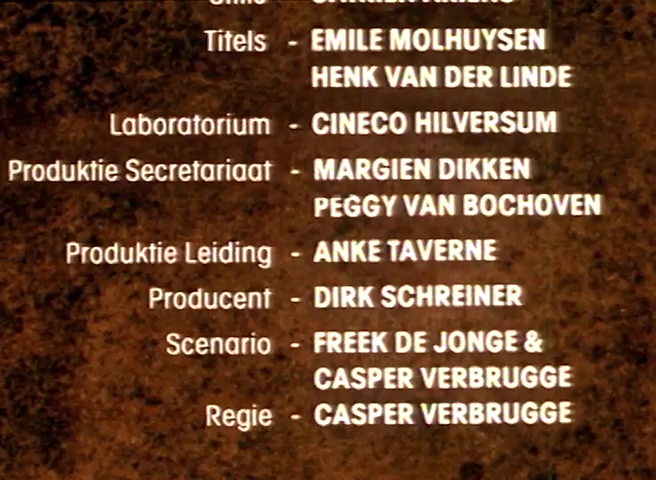 Titels - EMILE MOLHUYSEN
HENK VAN DER LINDE
Laboratorium - CINECO HILVERSUM
Produktie Secretariaat - MARGIEN DIKKEN
PEGGY VAN BOCHOVEN
Produktie Leiding - ANKE TAVERNE
Producent - DIRK SCHREINER
Scenario - FREEK DE JONGE &
CASPER VERBRUGGE
Regie - CASPER VERBRUGGE